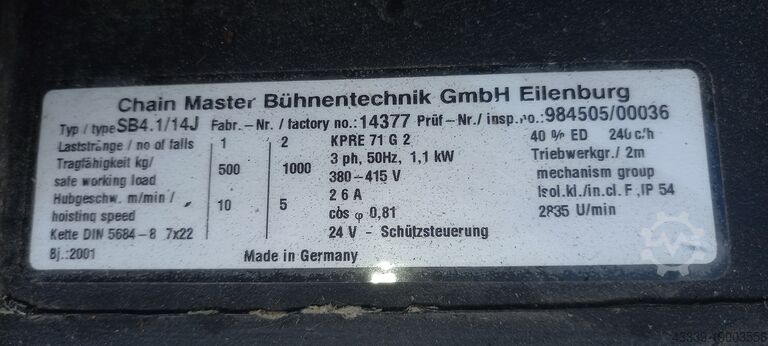 Chain Master Bühnentechnik GmbH Eilenburg
Typ / type SB4.1/14J Fabr.-Nr. / factory no.: 14377 Prüf-Nr./ insp.no.: 984505/00036
Laststränge / no of falls 1 2 KPRE 71 G 2 40 % ED 240 c/h
Tragfähigkeit kg/ 500 1000 3 ph, 50Hz, 1,1 kW Triebwerkgr./ 2m
safe working load 380-415 V mechanism group
Hubgeschw. m/min / 10 5 2 6 A Isol.kl./in.cl. F, IP 54
hoisting speed cos φ 0,81 2835 U/min
Kette DIN 5684-8 7x22 24 V - Schützsteuerung
Bj.:2001 Made in Germany